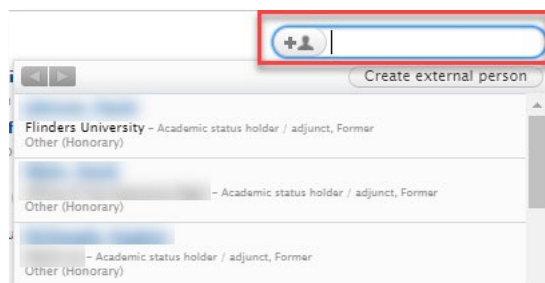 Create external person
Flinders University – Academic status holder / adjunct, Former
Other (Honorary)
– Academic status holder / adjunct, Former
Other (Honorary)
– Academic status holder / adjunct, Former
Other (Honorary)